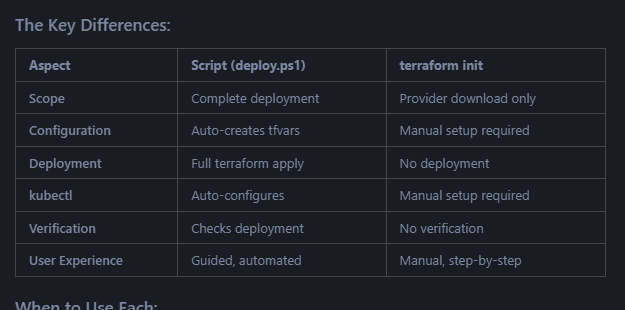 The Key Differences:
Aspect Script (deploy.ps1) terraform init
Scope Complete deployment Provider download only
Configuration Auto-creates tfvars Manual setup required
Deployment Full terraform apply No deployment
kubectl Auto-configures Manual setup required
Verification Checks deployment No verification
User Experience Guided, automated Manual, step-by-step
When to Use Each: